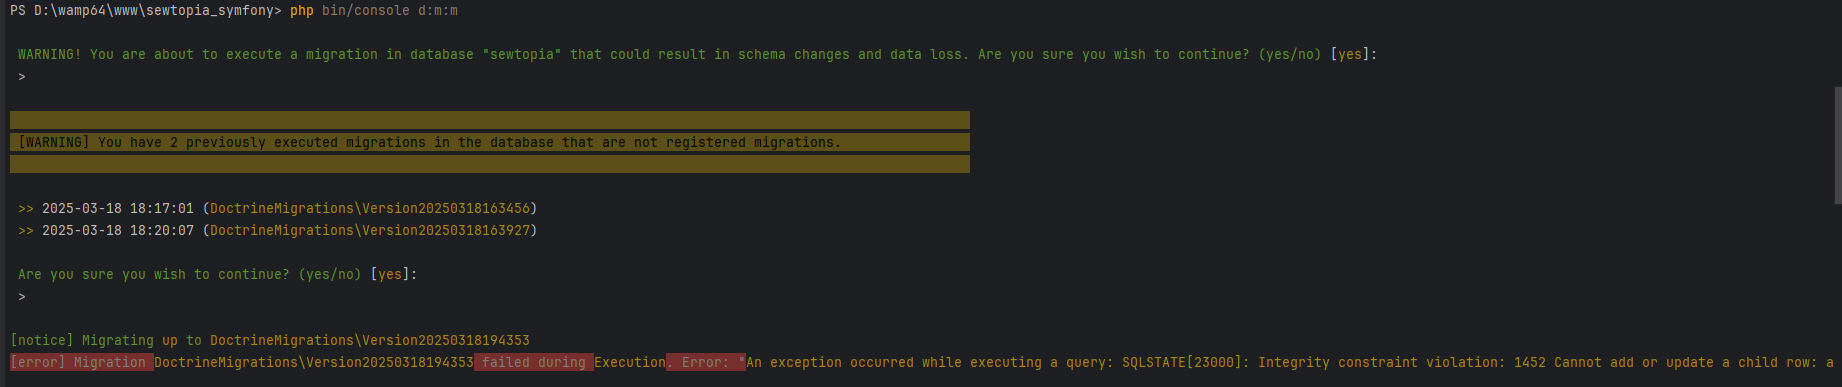 PS D:\wamp64\www\sewtopia_symfony> php bin/console d:m:m
WARNING! You are about to execute a migration in database "sewtopia" that could result in schema changes and data loss. Are you sure you wish to continue? (yes/no) [yes]:
>
[WARNING] You have 2 previously executed migrations in the database that are not registered migrations.
>> 2025-03-18 18:17:01 (DoctrineMigrations\Version20250318163456)
>> 2025-03-18 18:20:07 (DoctrineMigrations\Version20250318163927)
Are you sure you wish to continue? (yes/no) [yes]:
>
[notice] Migrating up to DoctrineMigrations\Version20250318194353
[error] Migration DoctrineMigrations\Version20250318194353 failed during Execution. Error: "An exception occurred while executing a query: SQLSTATE[23000]: Integrity constraint violation: 1452 Cannot add or update a child row: a